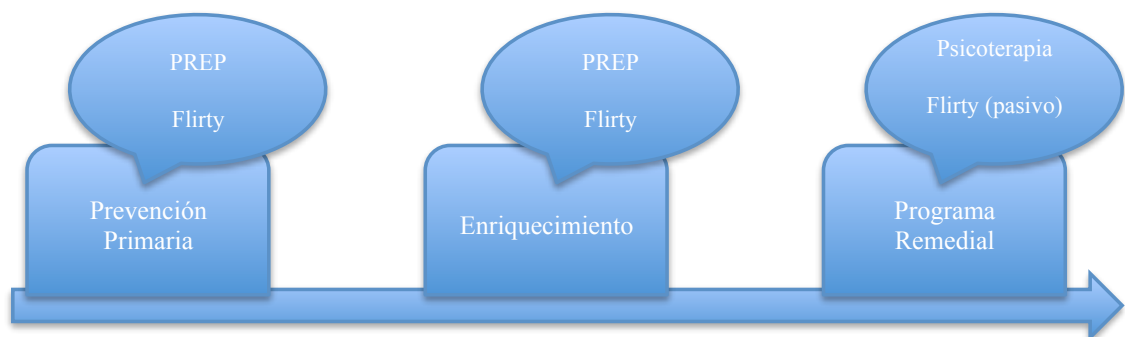 PREP
Flirty
Prevención
Primaria
PREP
Flirty
Enriquecimiento
Psicoterapia
Flirty (pasivo)
Programa
Remedial